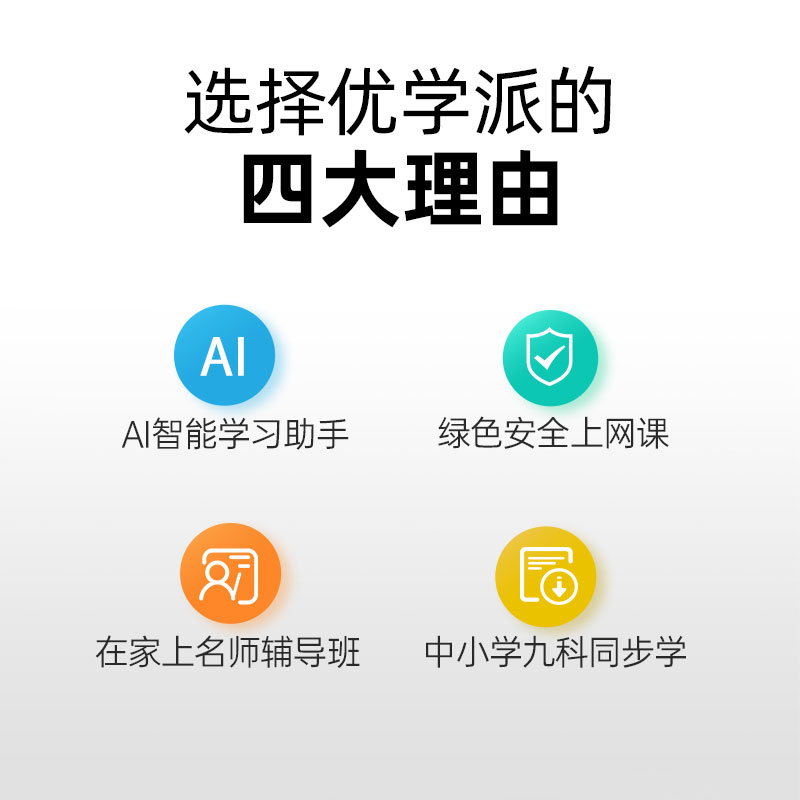 选择优学派的
四大理由
AI
AI智能学习助手
绿色安全上网课
在家上名师辅导班
中小学九科同步学